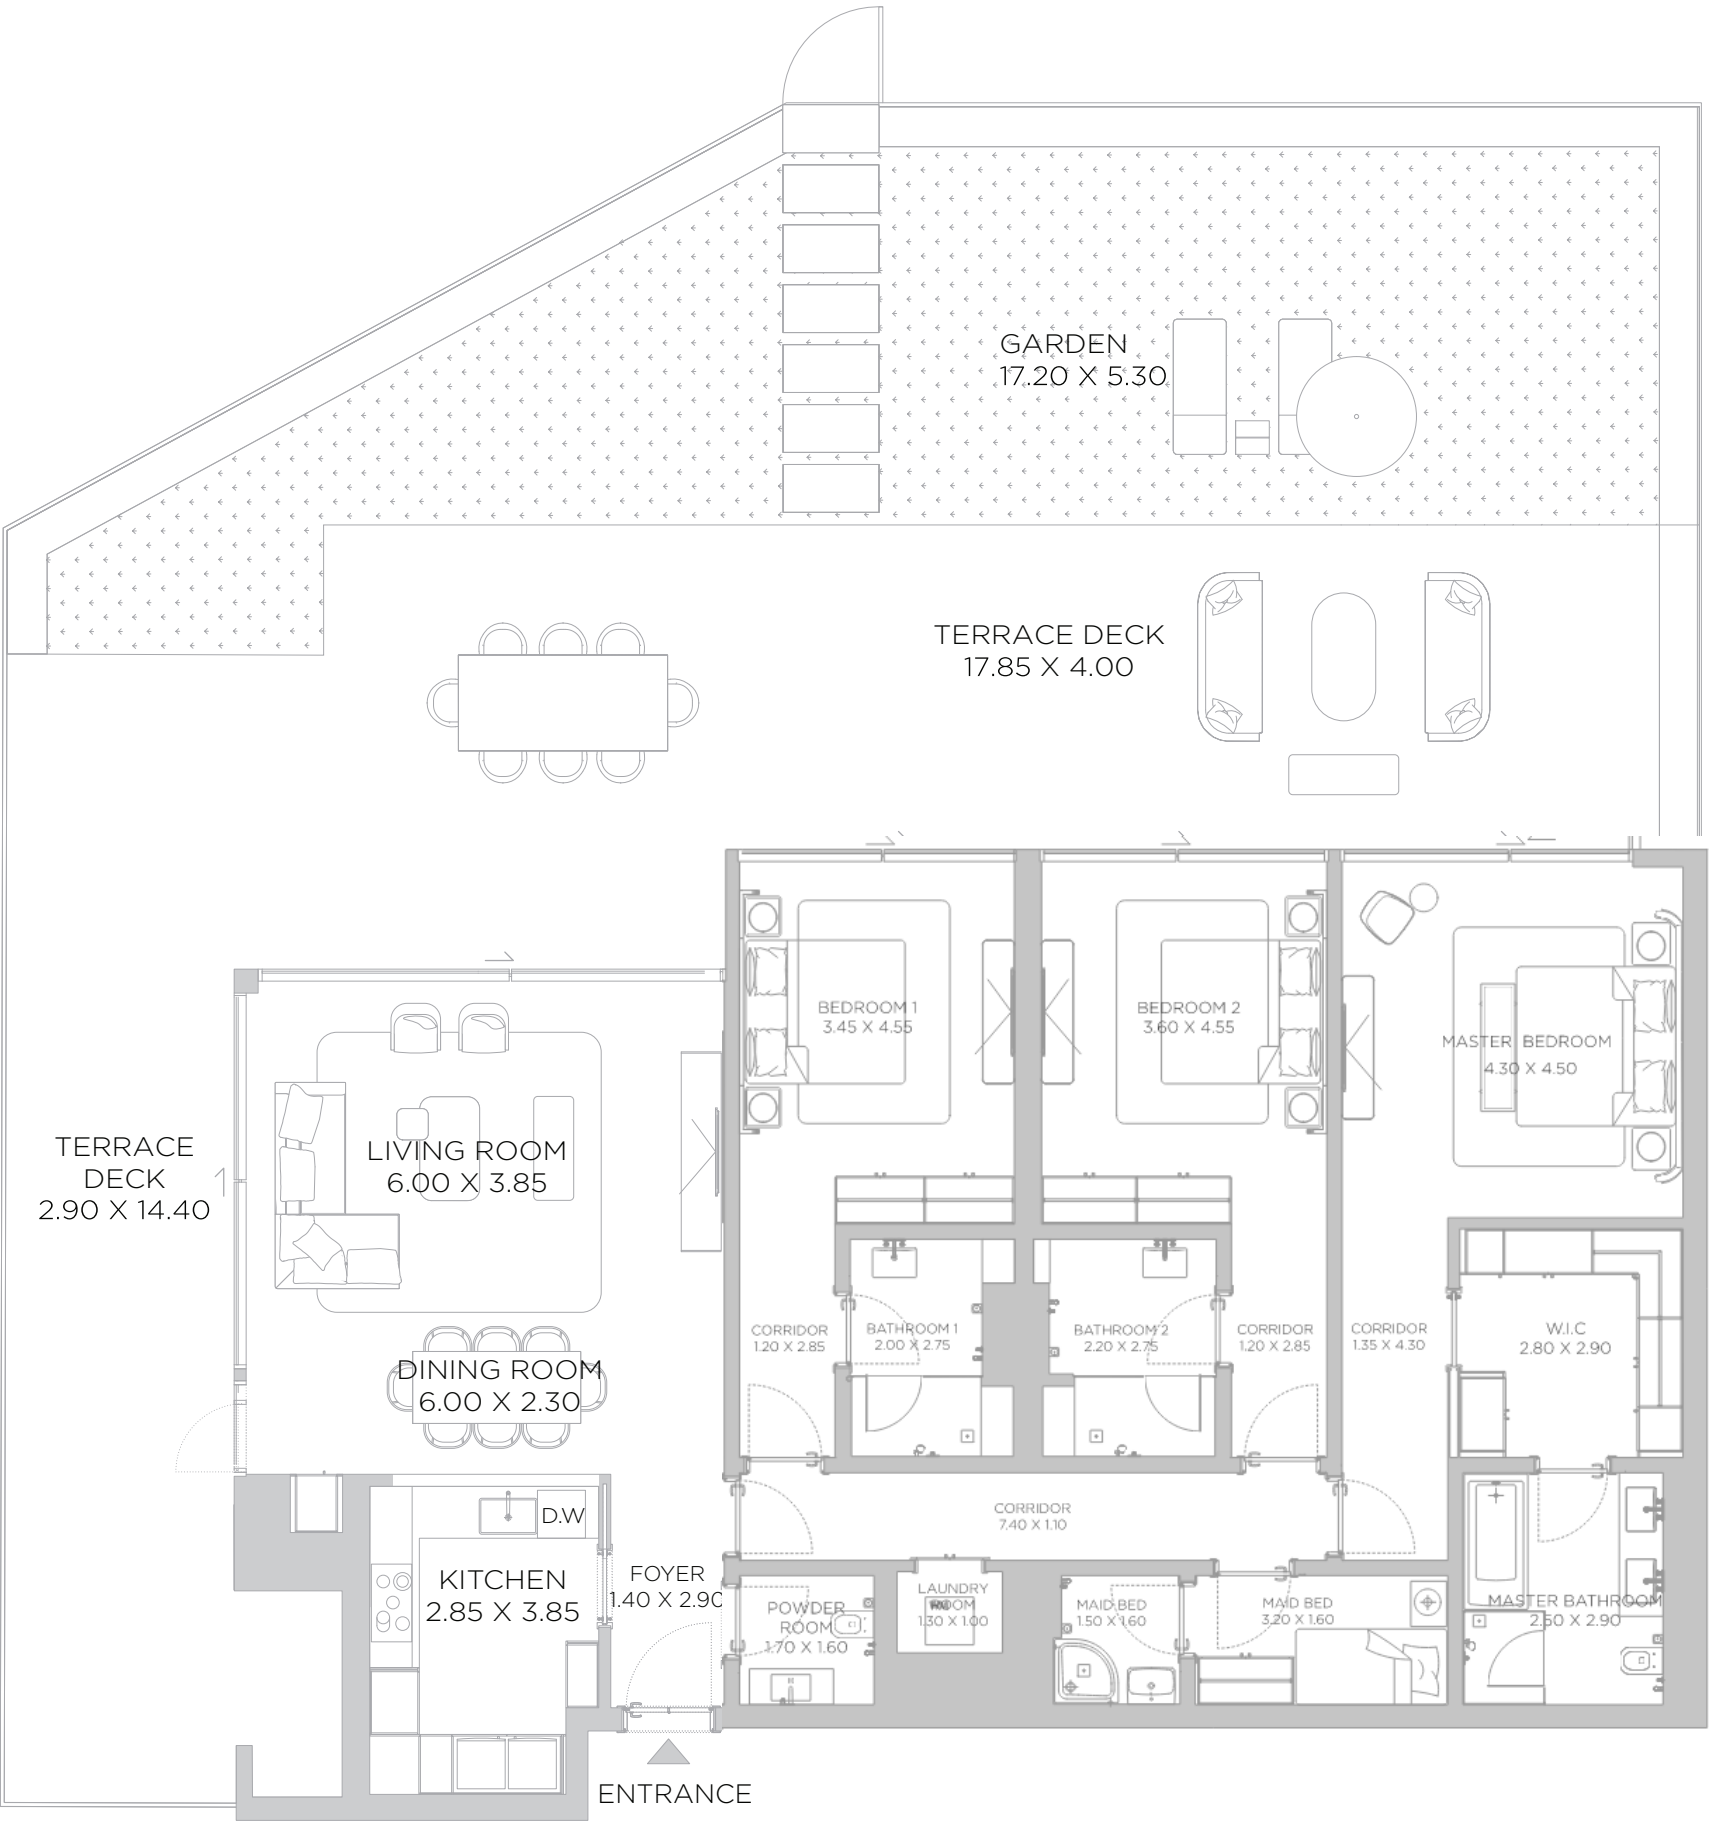 GARDEN
17.20 X 5.30
TERRACE DECK
17.85 X 4.00
BEDROOM 1
3.45 X 4.55
BEDROOM 2
3.60 X 4.55
MASTER BEDROOM
4.30 X 4.50
TERRACE
DECK
2.90 X 14.40
LIVING ROOM
6.00 X 3.85
CORRIDOR
1.20 X 2.85
BATHROOM 1
2.00 X 2.75
BATHROOM 2
2.20 X 2.75
CORRIDOR
1.20 X 2.85
CORRIDOR
1.35 X 4.30
W.I.C
2.80 X 2.90
DINING ROOM
6.00 X 2.30
CORRIDOR
7.40 X 1.10
D.W
KITCHEN
2.85 X 3.85
FOYER
1.40 X 2.90
POWDER
ROOM
1.70 X 1.60
LAUNDRY
ROOM
1.30 X 1.00
MAID BED
1.50 X 1.60
MAID BED
3.20 X 1.60
MASTER BATHROOM
2.50 X 2.90
ENTRANCE